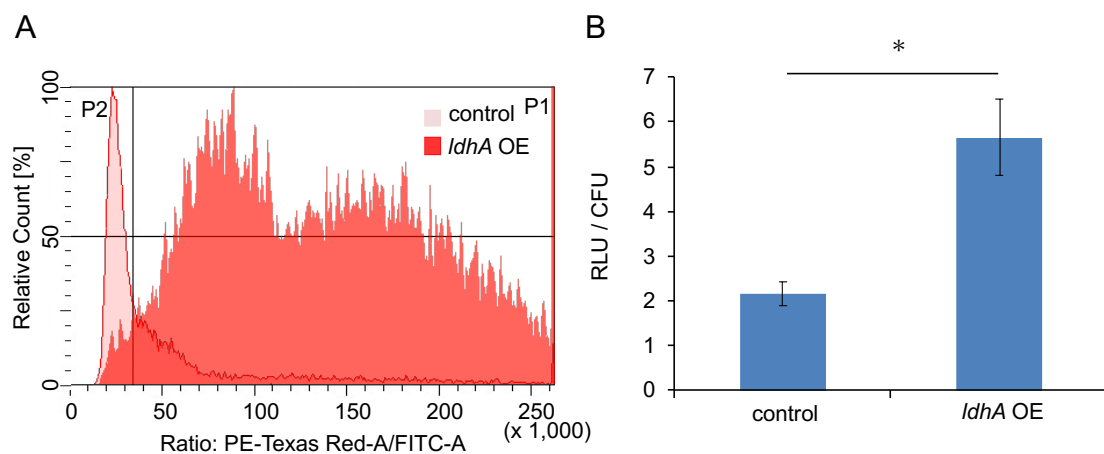 A
Relative Count [%]
100
50
0
P2
P1
control
ldhA OE
0 50 100 150 200 250
(x 1,000)
Ratio: PE-Texas Red-A/FITC-A
B
*
RLU / CFU
7
6
5
4
3
2
1
0
control
ldhA OE